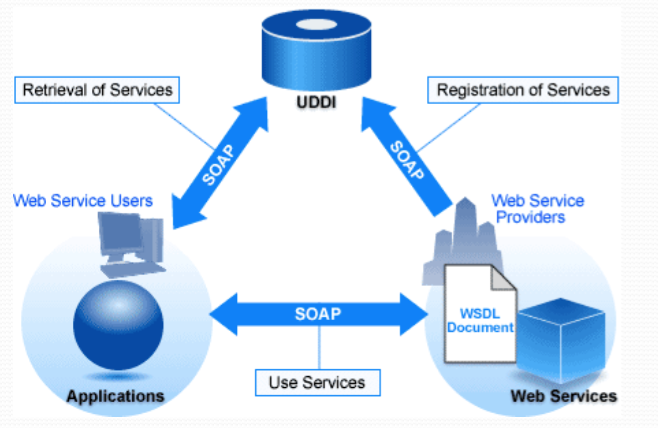 Retrieval of Services
UDDI
Registration of Services
SOAP
SOAP
Web Service Users
Web Service
Providers
SOAP
WSDL
Document
Use Services
Applications
Web Services